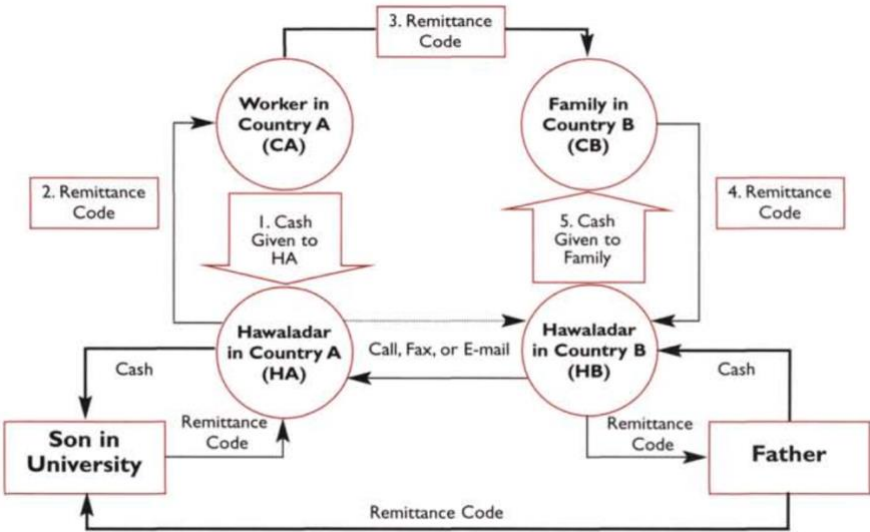 3. Remittance
Code
Worker in
Country A
(CA)
Family in
Country B
(CB)
2. Remittance
Code
4. Remittance
Code
1. Cash
Given to
HA
5. Cash
Given to
Family
Hawaladar
in Country A
(HA)
Call, Fax, or E-mail
Hawaladar
in Country B
(HB)
Cash
Cash
Remittance
Code
Remittance
Code
Son in
University
Father
Remittance Code